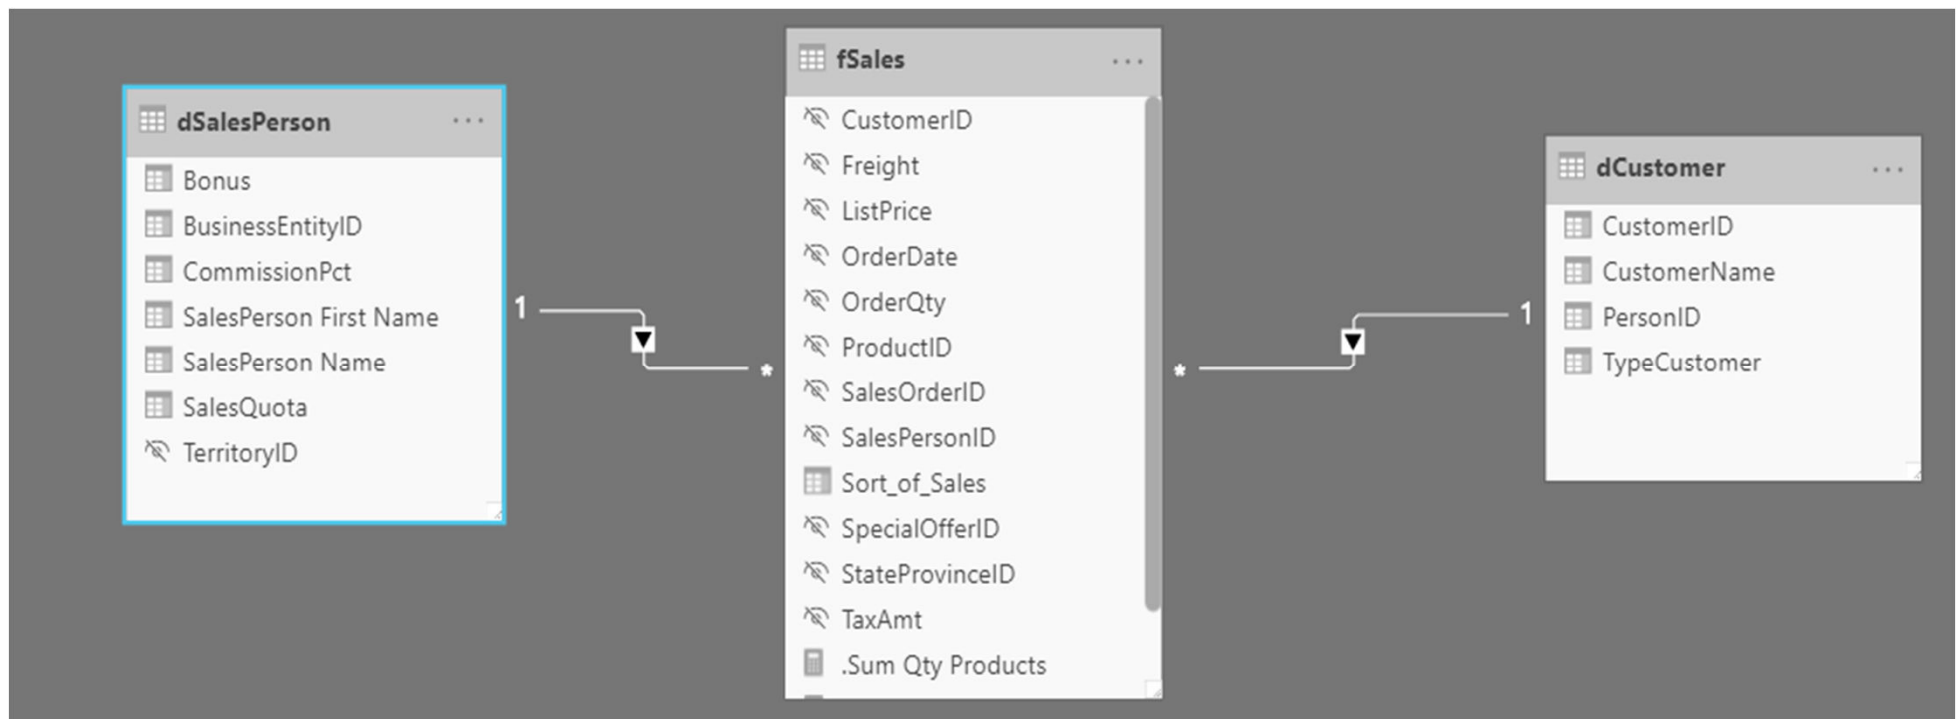 dSalesPerson
Bonus
BusinessEntityID
CommissionPct
SalesPerson First Name
SalesPerson Name
SalesQuota
TerritoryID
1
*
fSales
CustomerID
Freight
ListPrice
OrderDate
OrderQty
ProductID
SalesOrderID
SalesPersonID
Sort_of_Sales
SpecialOfferID
StateProvinceID
TaxAmt
.Sum Qty Products
*
1
dCustomer
CustomerID
CustomerName
PersonID
TypeCustomer